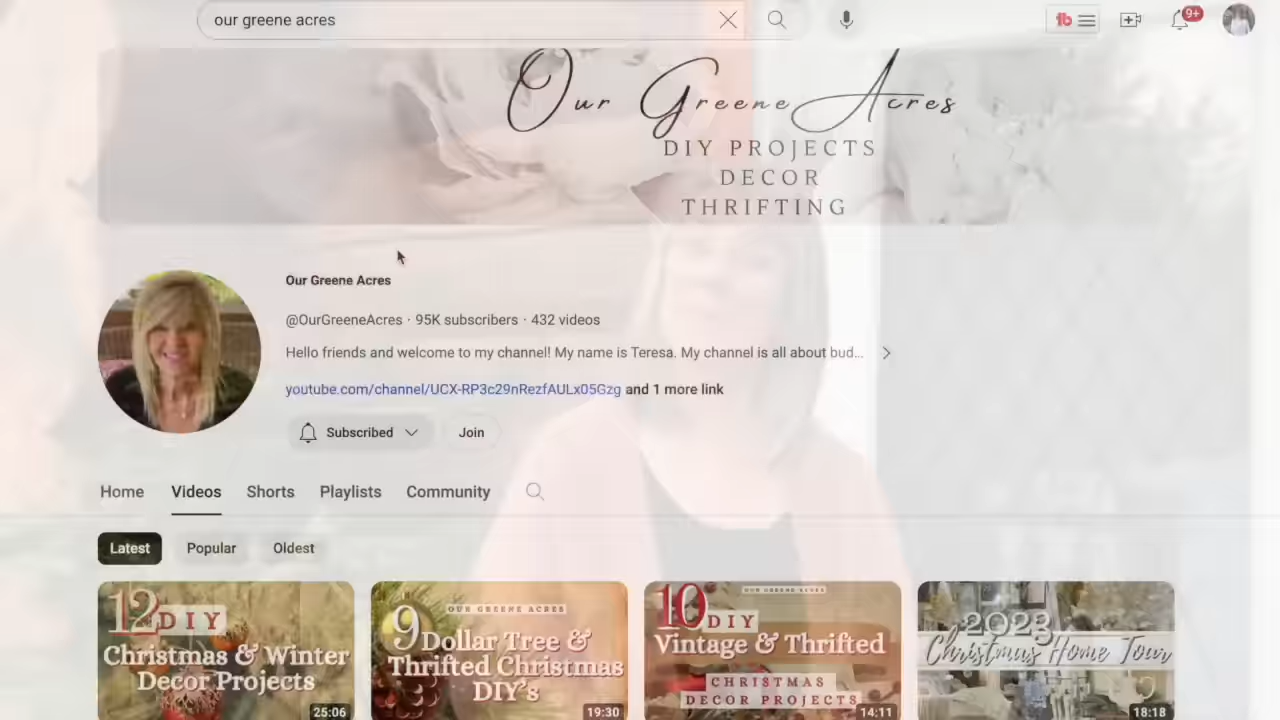 our greene acres
9+
Our Greene Acres
DIY PROJECTS
DECOR
THRIFTING
Our Greene Acres
@OurGreeneAcres · 95K subscribers · 432 videos
Hello friends and welcome to my channel! My name is Teresa. My channel is all about bud...
youtube.com/channel/UCX-RP3c29nRezfAULx05Gzg and 1 more link
Subscribed
Join
Home Videos Shorts Playlists Community
Latest Popular Oldest
12 DIY
Christmas & Winter
Decor Projects
25:06
OUR GREENE ACRES
9 Dollar Tree &
Thrifted Christmas
DIY's
19:30
OUR GREENE ACRES
10 DIY
Vintage & Thrifted
CHRISTMAS
DECOR PROJECTS
14:11
2023
Christmas Home Tour
18:18